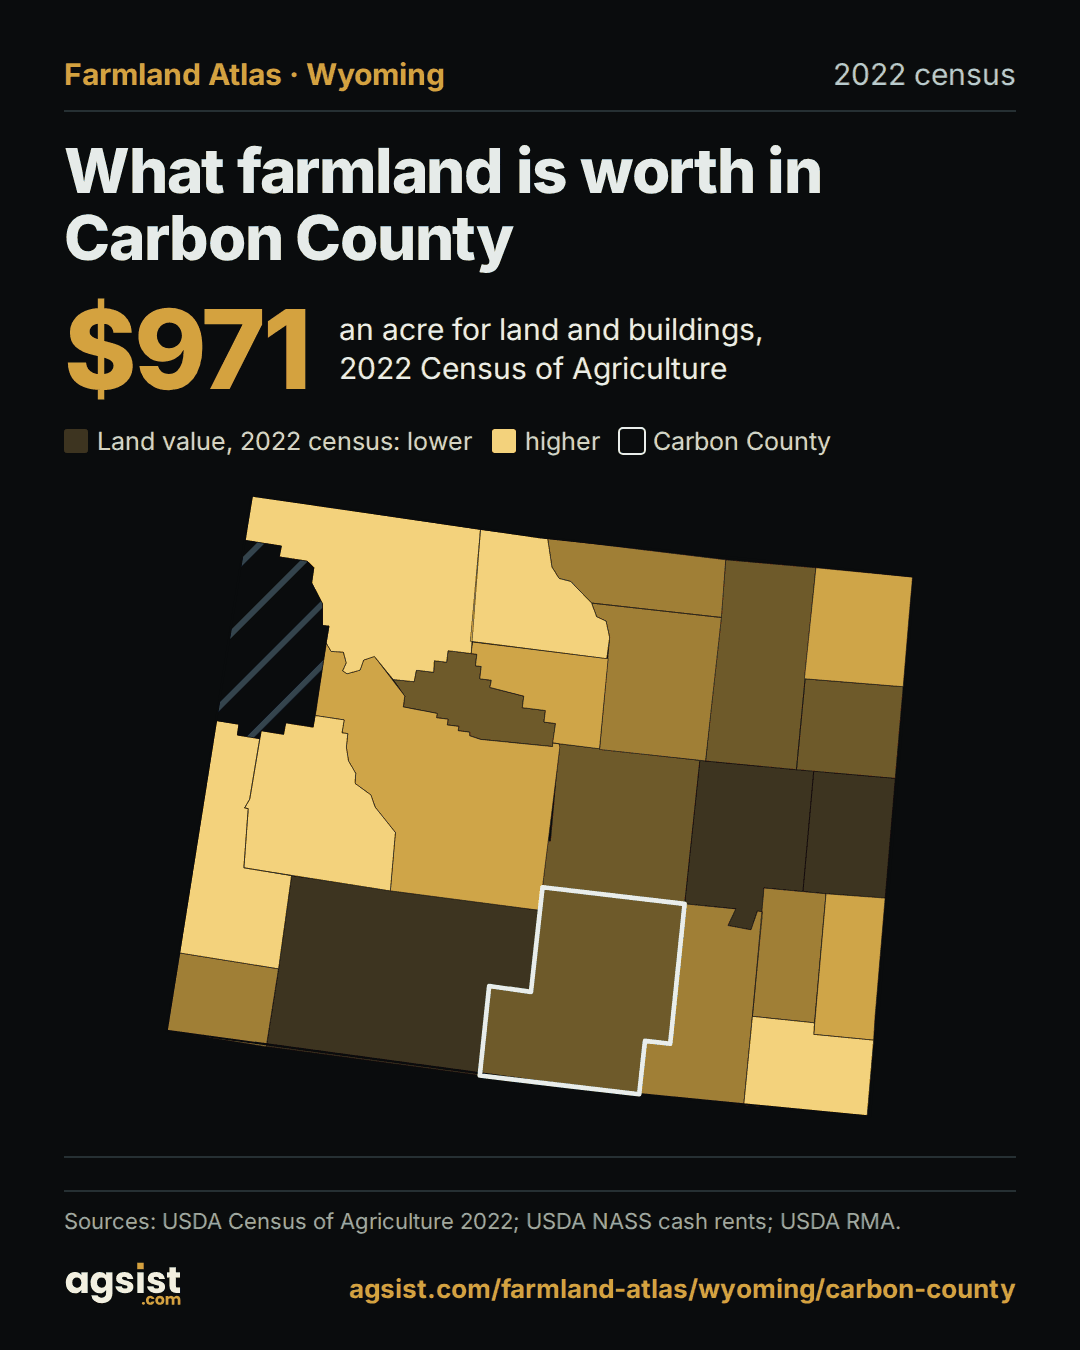 Farmland Atlas · Wyoming
2022 census
What farmland is worth in
Carbon County
$971
an acre for land and buildings,
2022 Census of Agriculture
Land value, 2022 census: lower
higher
Carbon County
Sources: USDA Census of Agriculture 2022; USDA NASS cash rents; USDA RMA.
agsist
.com
agsist.com/farmland-atlas/wyoming/carbon-county